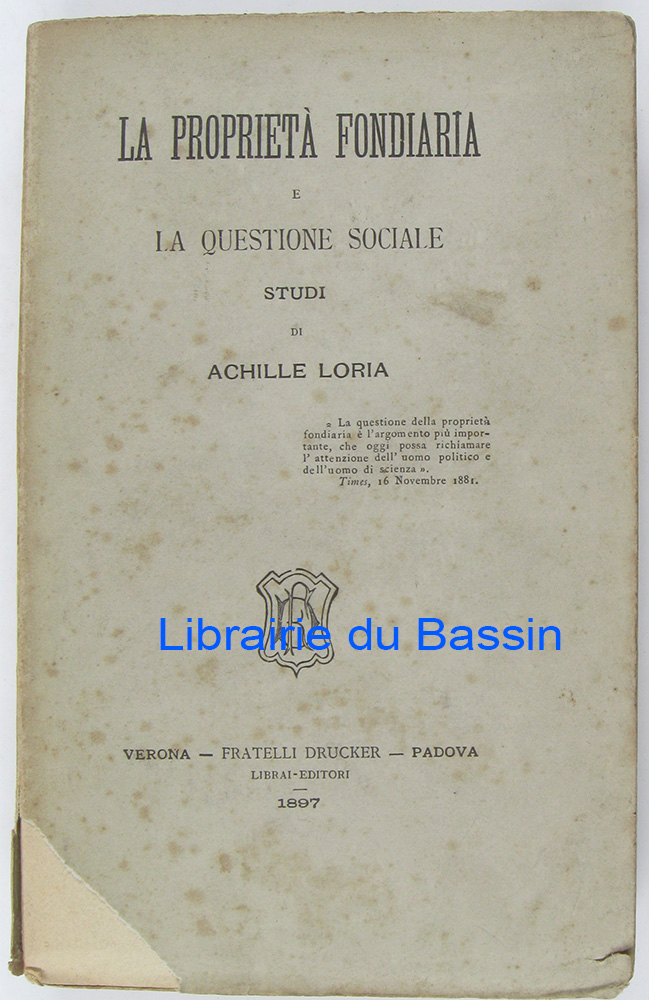 LA PROPRIETÀ FONDIARIA
E
LA QUESTIONE SOCIALE
STUDI
DI
ACHILLE LORIA
« La questione della proprietà
fondiaria è l'argomento più impor-
tante, che oggi possa richiamare
l'attenzione dell'uomo politico e
dell'uomo di scienza ».
Times, 16 Novembre 1881.
Librairie du Bassin
VERONA — FRATELLI DRUCKER — PADOVA
LIBRAI-EDITORI
1897